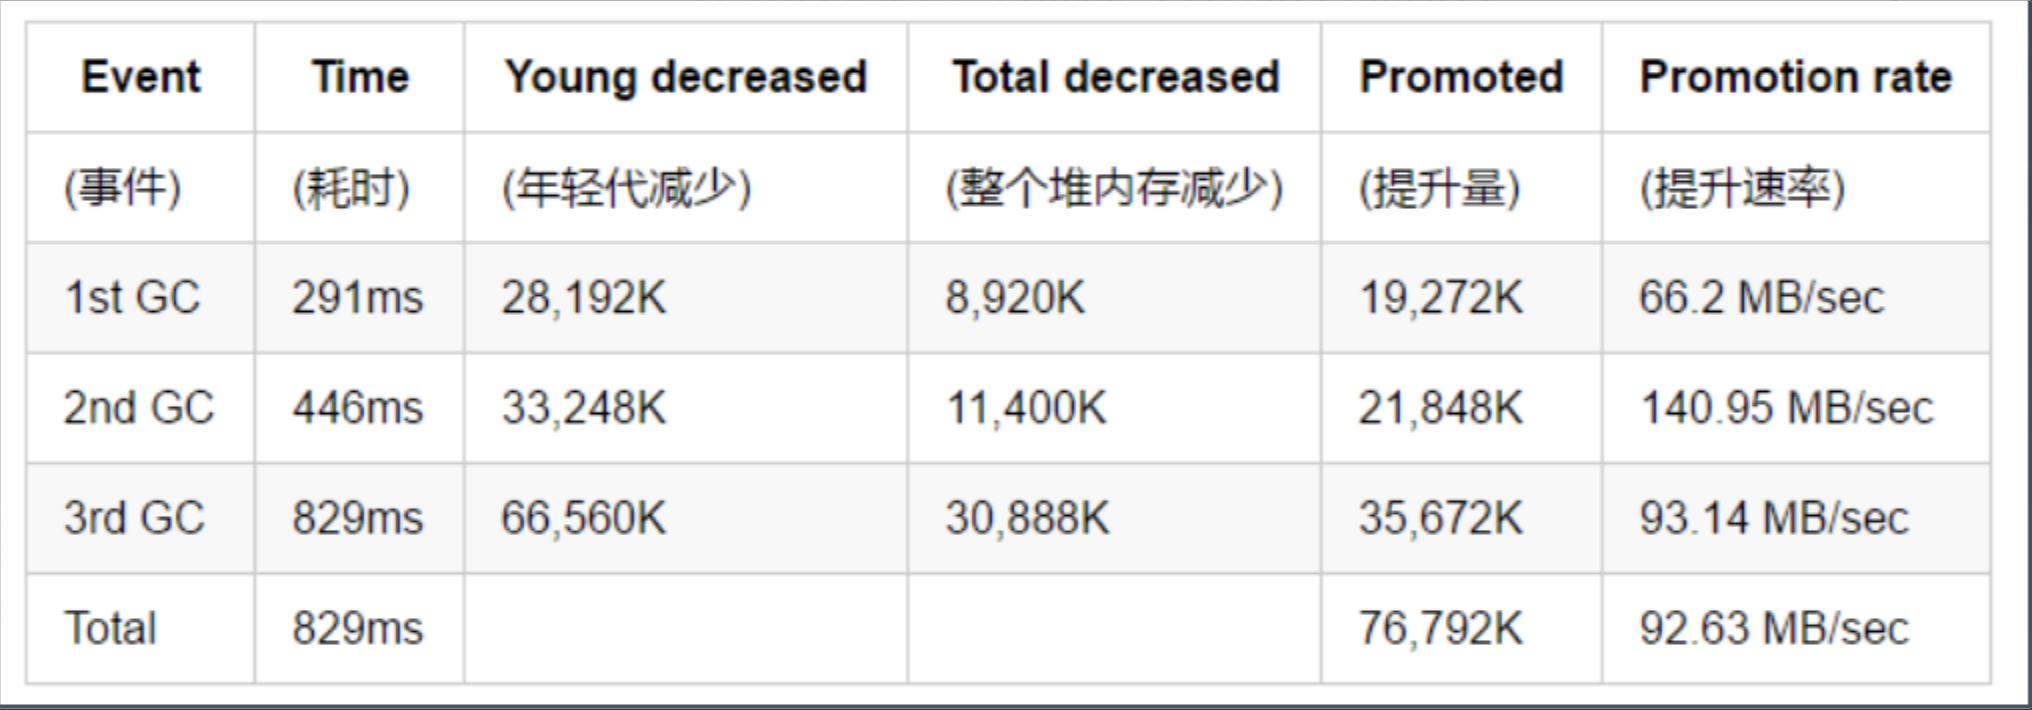 Event Time Young decreased Total decreased Promoted Promotion rate
(事件) (耗时) (年轻代减少) (整个堆内存减少) (提升量) (提升速率)
1st GC 291ms 28,192K 8,920K 19,272K 66.2 MB/sec
2nd GC 446ms 33,248K 11,400K 21,848K 140.95 MB/sec
3rd GC 829ms 66,560K 30,888K 35,672K 93.14 MB/sec
Total 829ms 76,792K 92.63 MB/sec